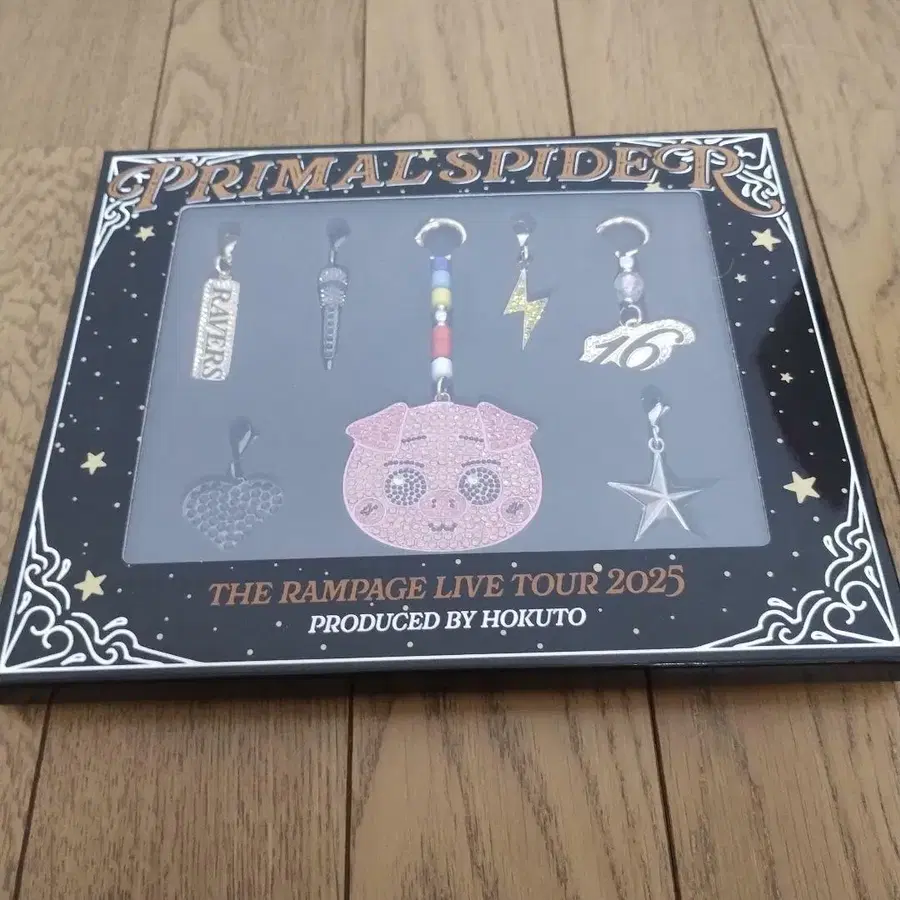 PRIMAL SPIDER
RAVERS
16
THE RAMPAGE LIVE TOUR 2025
PRODUCED BY HOKUTO